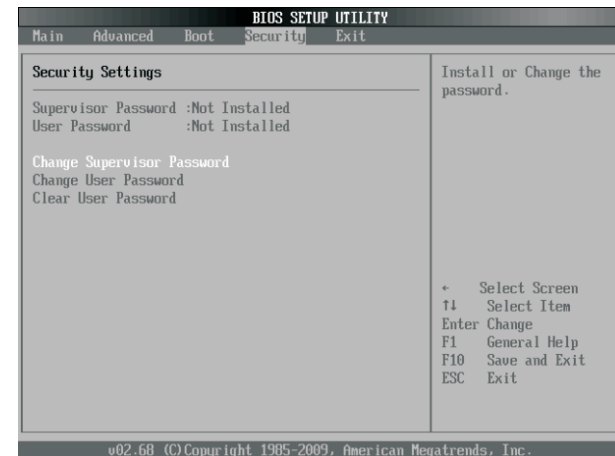 BIOS SETUP UTILITY
Main Advanced Boot Security Exit
Security Settings
Supervisor Password :Not Installed
User Password :Not Installed
Change Supervisor Password
Change User Password
Clear User Password
Install or Change the
password.
← Select Screen
↑↓ Select Item
Enter Change
F1 General Help
F10 Save and Exit
ESC Exit
v02.68 (C)Copyright 1985-2009, American Megatrends, Inc.